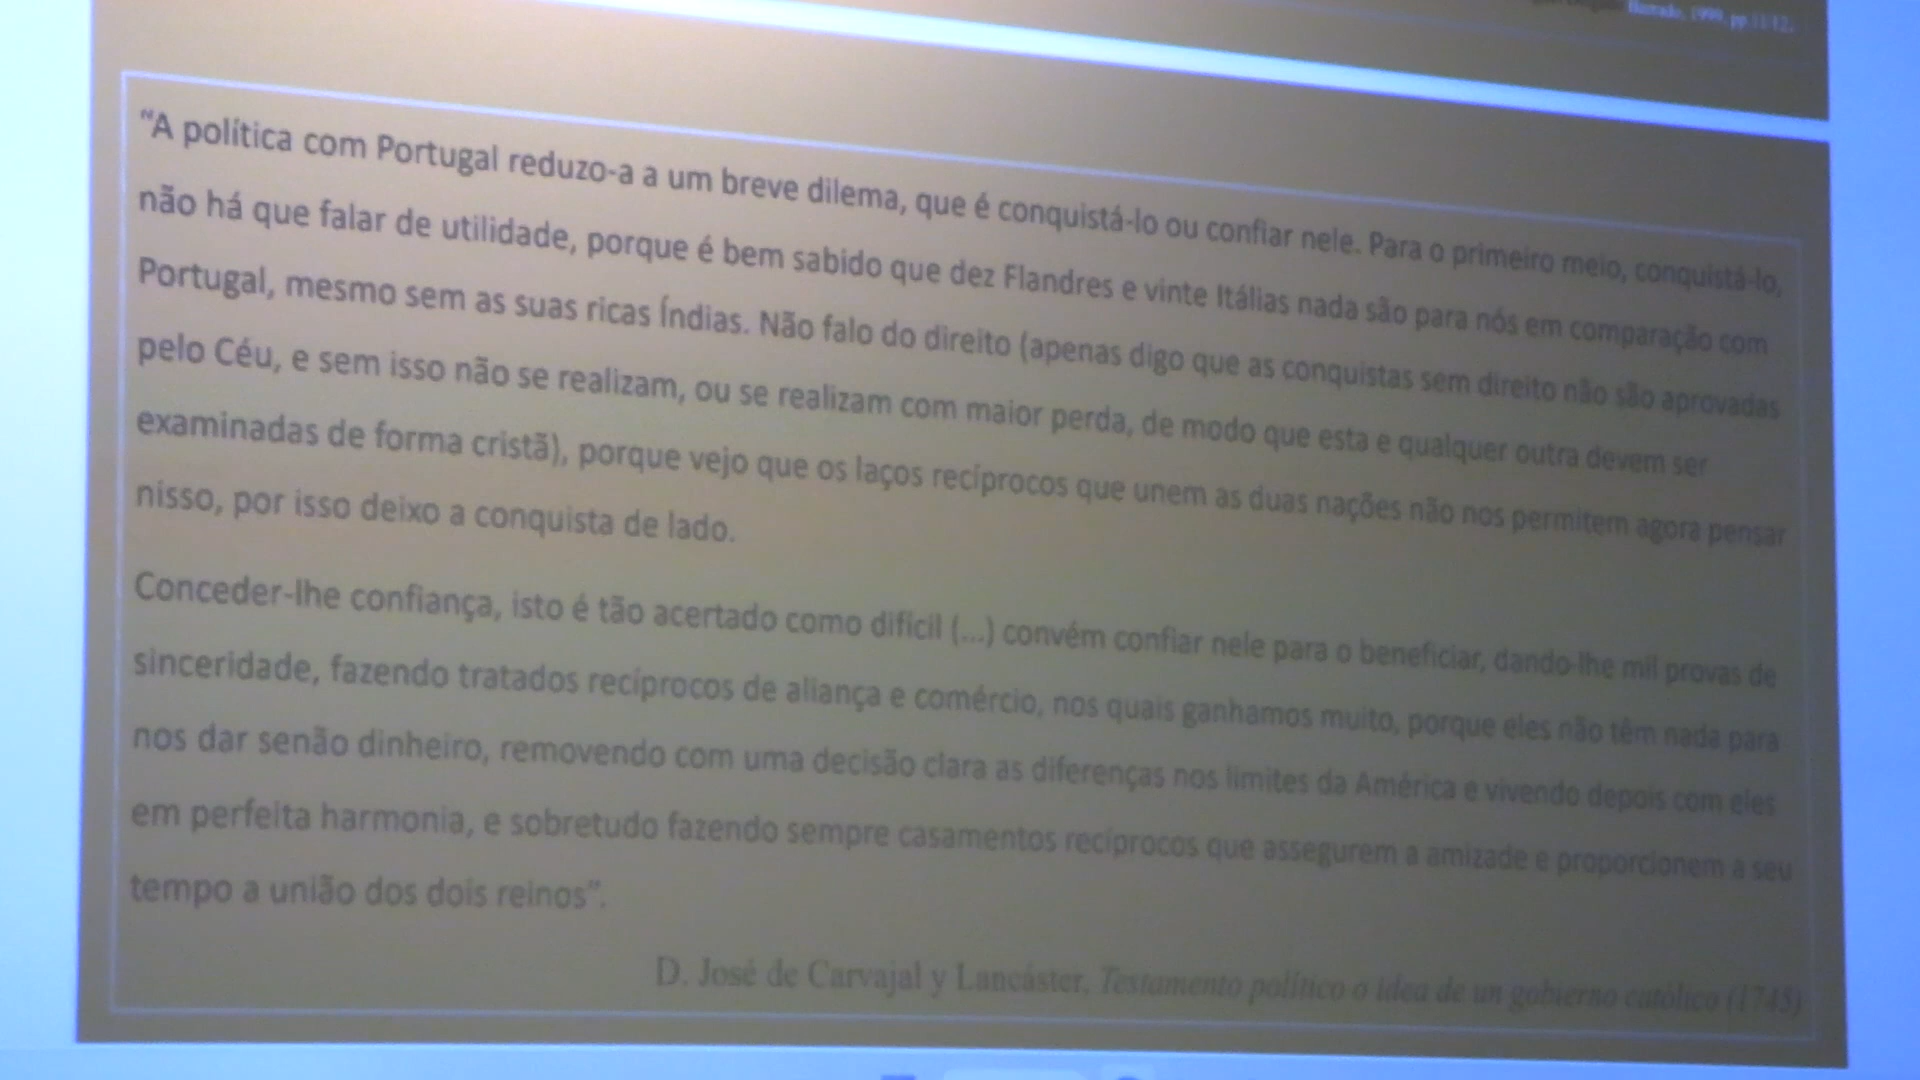 1999, pp.11/12.
“A política com Portugal reduzo-a a um breve dilema, que é conquistá-lo ou confiar nele. Para o primeiro meio, conquistá-lo,
não há que falar de utilidade, porque é bem sabido que dez Flandres e vinte Itálias nada são para nós em comparação com
Portugal, mesmo sem as suas ricas Índias. Não falo do direito (apenas digo que as conquistas sem direito não são aprovadas
pelo Céu, e sem isso não se realizam, ou se realizam com maior perda, de modo que esta e qualquer outra devem ser
examinadas de forma cristã), porque vejo que os laços recíprocos que unem as duas nações não nos permitem agora pensar
nisso, por isso deixo a conquista de lado.
Conceder-lhe confiança, isto é tão acertado como difícil (...) convém confiar nele para o beneficiar, dando-lhe mil provas de
sinceridade, fazendo tratados recíprocos de aliança e comércio, nos quais ganhamos muito, porque eles não têm nada para
nos dar senão dinheiro, removendo com uma decisão clara as diferenças nos limites da América e vivendo depois com eles
em perfeita harmonia, e sobretudo fazendo sempre casamentos recíprocos que assegurem a amizade e proporcionem a seu
tempo a união dos dois reinos”.
D. José de Carvajal y Lancáster, Testamento político o idea de un gobierno católico (1745)